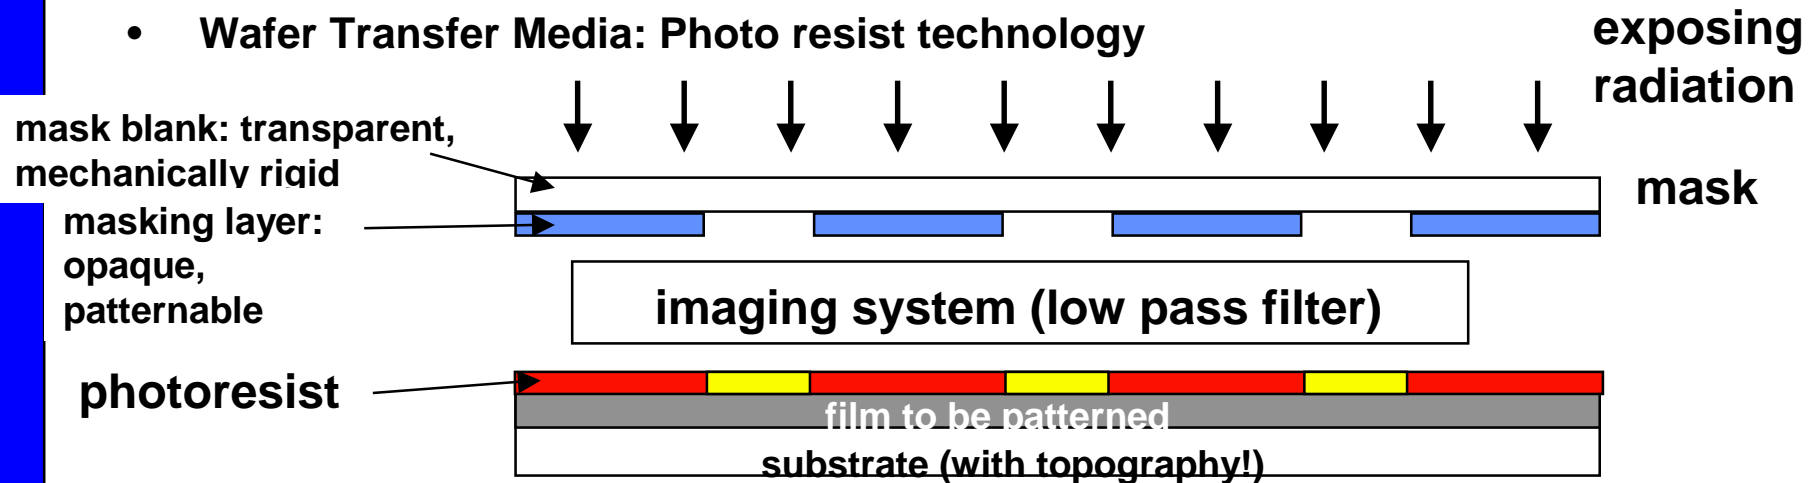 • Wafer Transfer Media: Photo resist technology
exposing
radiation
mask blank: transparent,
mechanically rigid
mask
masking layer:
opaque,
patternable
imaging system (low pass filter)
photoresist
film to be patterned
substrate (with topography!)